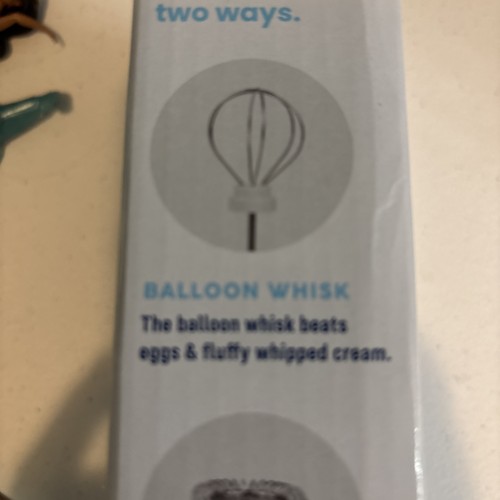 two ways.
BALLOON WHISK
The balloon whisk beats
eggs & fluffy whipped cream.